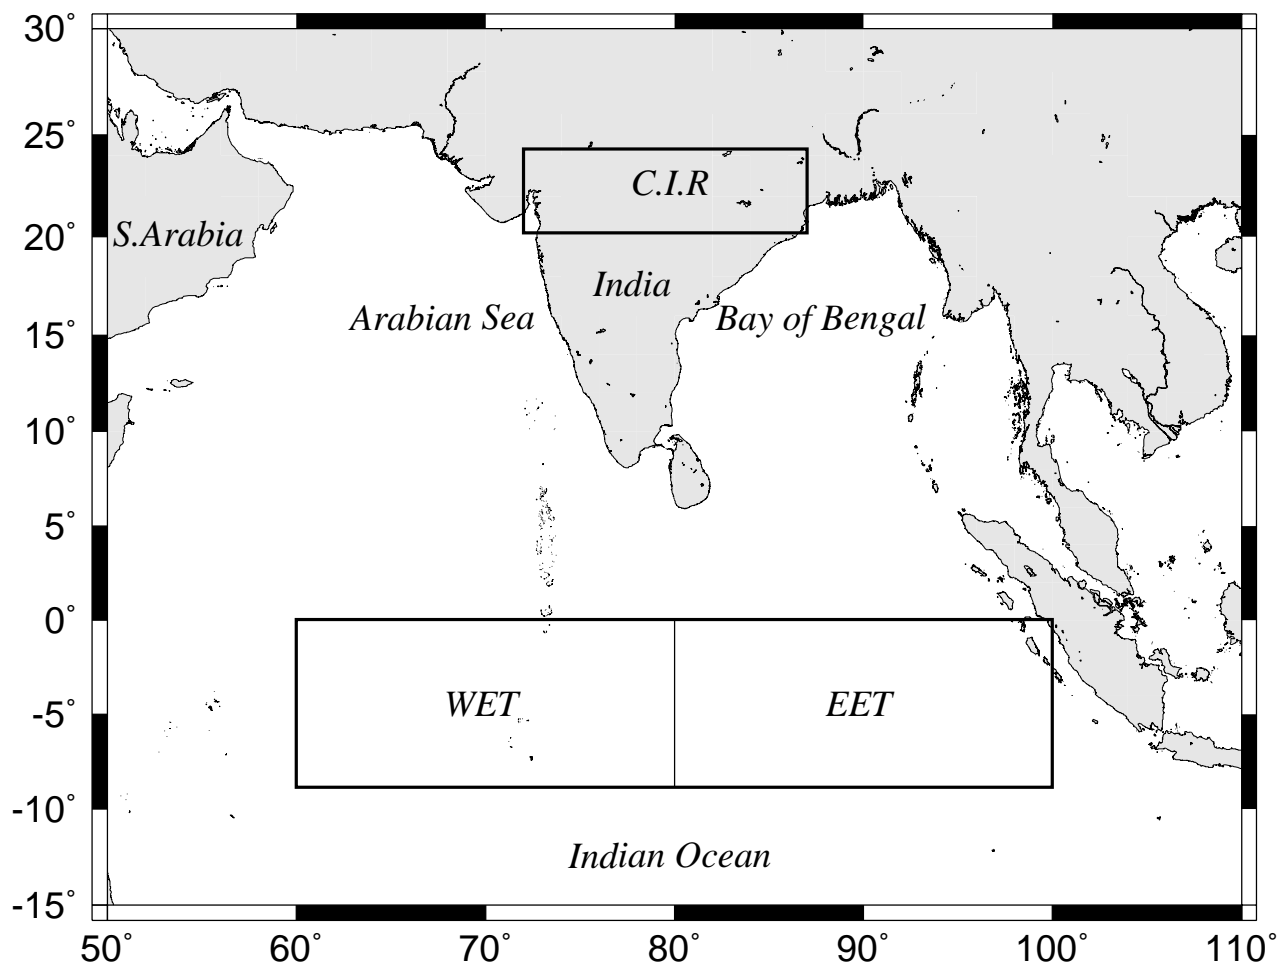 30°
25°
C.I.R
S.Arabia
20°
India
Arabian Sea
Bay of Bengal
15°
10°
5°
0°
WET
EET
-5°
-10°
Indian Ocean
-15°
50° 60° 70° 80° 90° 100° 110°